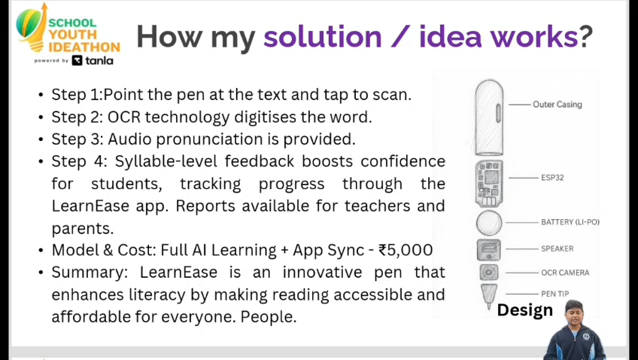 SCHOOL
YOUTH
IDEATHON
powered by tanla
How my solution / idea works?
• Step 1:Point the pen at the text and tap to scan.
• Step 2: OCR technology digitises the word.
• Step 3: Audio pronunciation is provided.
• Step 4: Syllable-level feedback boosts confidence
for students, tracking progress through the
LearnEase app. Reports available for teachers and
parents.
• Model & Cost: Full AI Learning + App Sync - ₹5,000
• Summary: LearnEase is an innovative pen that
enhances literacy by making reading accessible and
affordable for everyone. People.
Outer Casing
ESP32
BATTERY (LI-PO)
SPEAKER
OCR CAMERA
PEN TIP
Design